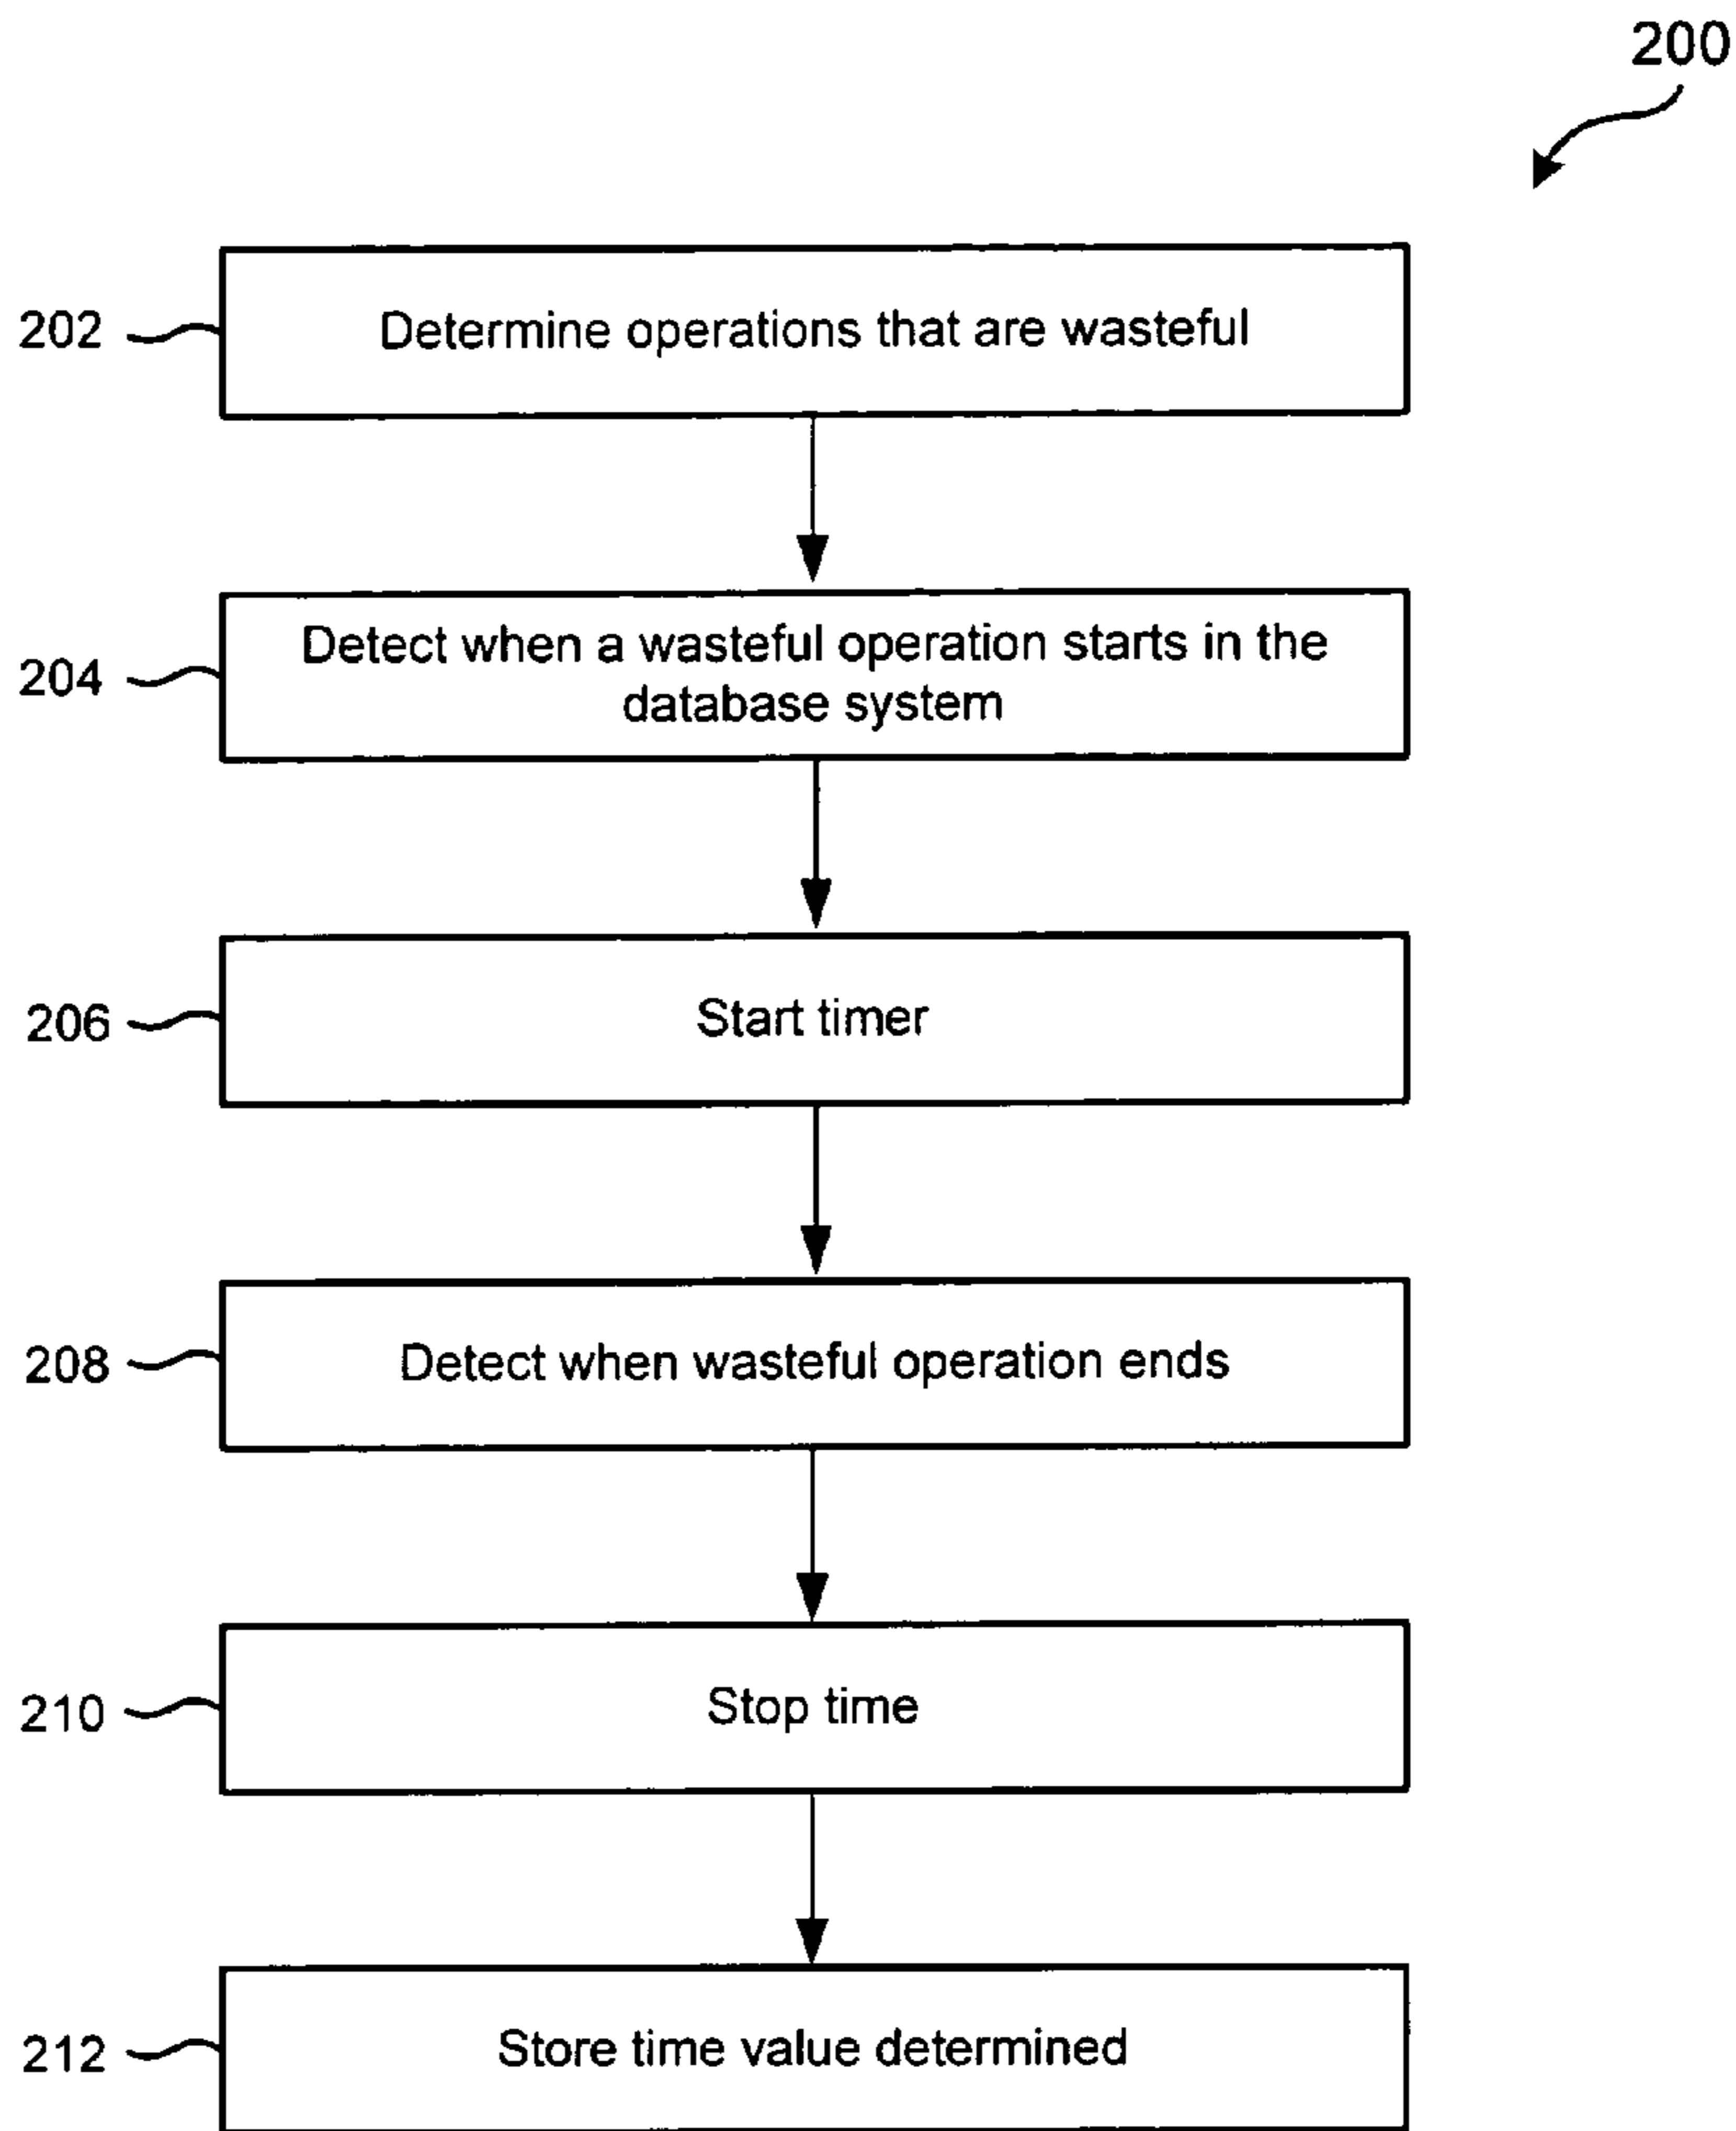 200
202
Determine operations that are wasteful
204
Detect when a wasteful operation starts in the
database system
206
Start timer
208
Detect when wasteful operation ends
210
Stop time
212
Store time value determined